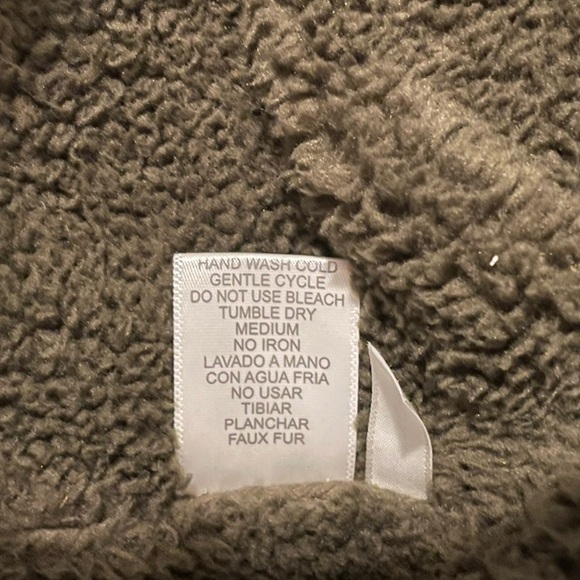 HAND WASH COLD
GENTLE CYCLE
DO NOT USE BLEACH
TUMBLE DRY
MEDIUM
NO IRON
LAVADO A MANO
CON AGUA FRIA
NO USAR
TIBIAR
PLANCHAR
FAUX FUR